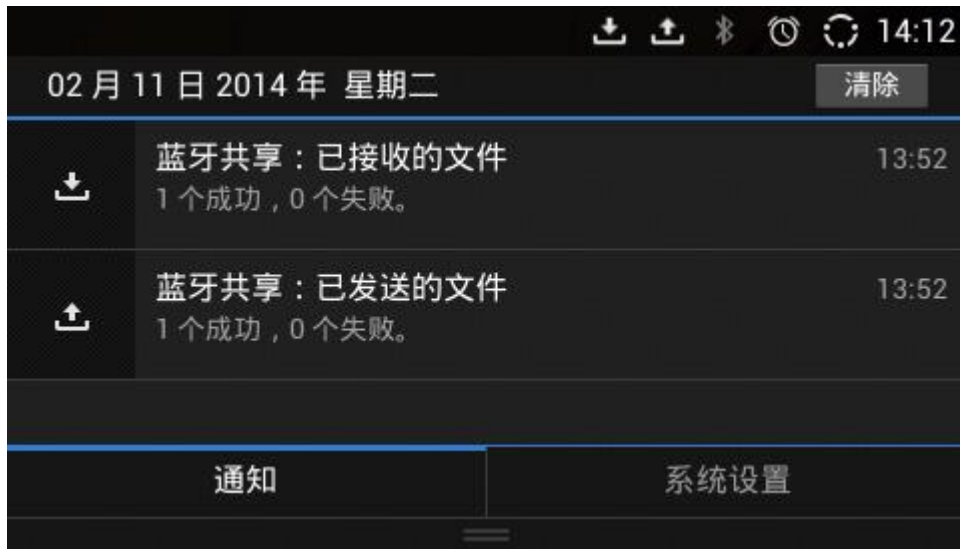 14:12
02 月 11 日 2014 年 星期二
清除
蓝牙共享：已接收的文件
13:52
1 个成功，0 个失败。
蓝牙共享：已发送的文件
13:52
1 个成功，0 个失败。
通知
系统设置